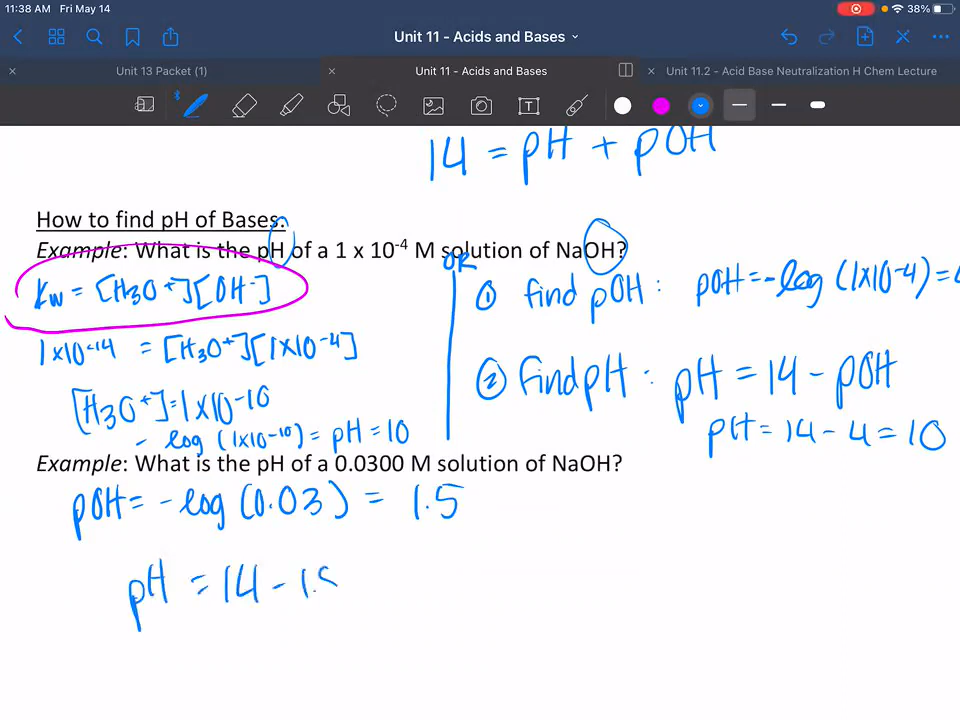 11:38 AM Fri May 14
38%
Unit 11 - Acids and Bases
Unit 13 Packet (1)
Unit 11 - Acids and Bases
Unit 11.2 - Acid Base Neutralization H Chem Lecture
T
14 = pH + pOH
How to find pH of Bases:
Example: What is the pH of a 1 x 10⁻⁴ M solution of NaOH?
Kw = [H3O+][OH-]
1x10-14 = [H3O+][1x10-4]
[H3O+]=1x10-10
- log (1x10-10) = pH = 10
OR
① find pOH : pOH=-log (1x10-4)=
② find pH : pH = 14 - pOH
pH = 14 - 4 = 10
Example: What is the pH of a 0.0300 M solution of NaOH?
pOH= -log (0.03) = 1.5
pH = 14 - 1.